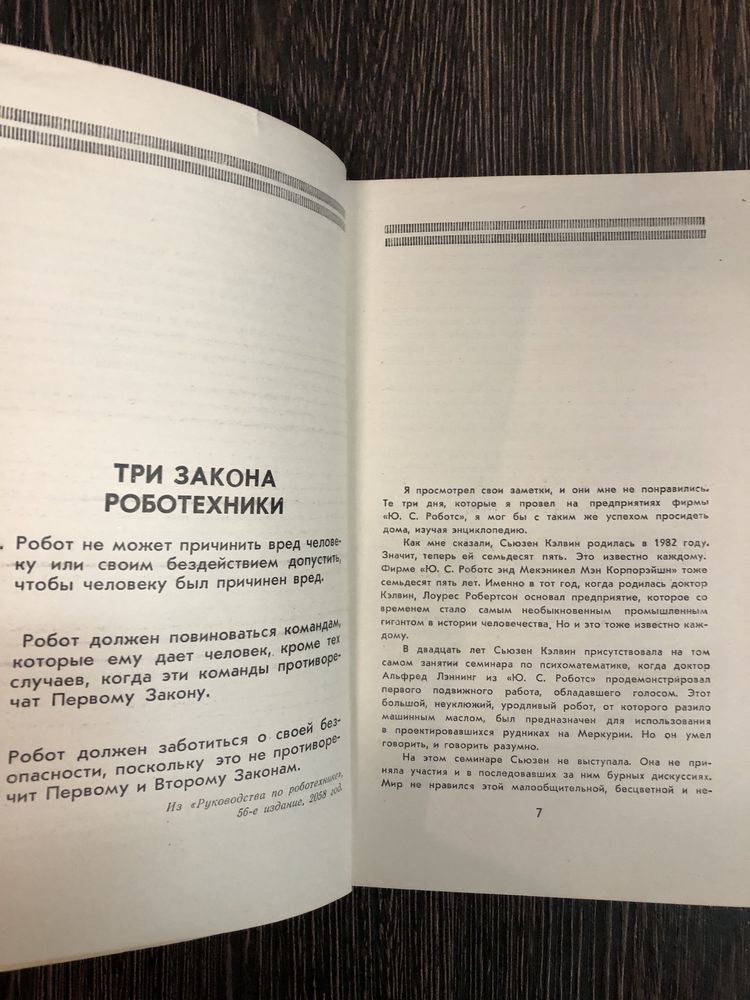 ТРИ ЗАКОНА
РОБОТЕХНИКИ
. Робот не может причинить вред челове-
ку или своим бездействием допустить,
чтобы человеку был причинен вред.
Робот должен повиноваться командам,
которые ему дает человек, кроме тех
случаев, когда эти команды противоре-
чат Первому Закону.
Робот должен заботиться о своей без-
опасности, поскольку это не противоре-
чит Первому и Второму Законам.
Из «Руководства по роботехнике»,
56-е издание, 2058 год.
Я просмотрел свои заметки, и они мне не понравились.
Те три дня, которые я провел на предприятиях фирмы
«Ю. С. Роботс», я мог бы с таким же успехом просидеть
дома, изучая энциклопедию.
Как мне сказали, Сьюзен Кэлвин родилась в 1982 году.
Значит, теперь ей семьдесят пять. Это известно каждому.
Фирме «Ю. С. Роботс энд Мекэникел Мэн Корпорэйшн» тоже
семьдесят пять лет. Именно в тот год, когда родилась доктор
Кэлвин, Лоуренс Робертсон основал предприятие, которое со
временем стало самым необыкновенным промышленным
гигантом в истории человечества. Но и это тоже известно каж-
дому.
В двадцать лет Сьюзен Кэлвин присутствовала на том
самом занятии семинара по психоматематике, когда доктор
Альфред Лэннинг из «Ю. С. Роботс» продемонстрировал
первого подвижного робота, обладавшего голосом. Этот
большой, неуклюжий, уродливый робот, от которого разило
машинным маслом, был предназначен для использования
в проектировавшихся рудниках на Меркурии. Но он умел
говорить, и говорить разумно.
На этом семинаре Сьюзен не выступала. Она не при-
няла участия и в последовавших за ним бурных дискуссиях.
Мир не нравился этой малообщительной, бесцветной и не-
7